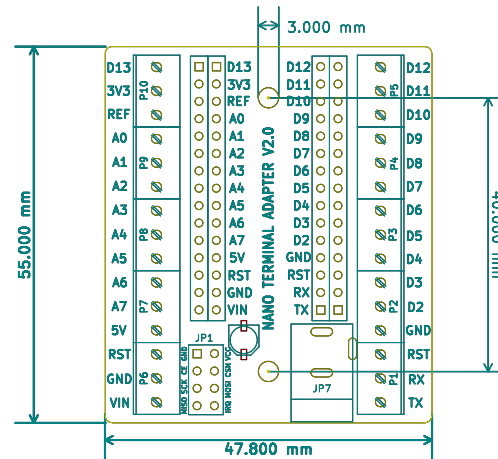 3.000 mm
D13
3V3
REF
P10
A0
A1
A2
P9
A3
A4
A5
P8
A6
A7
5V
P7
RST
GND
VIN
P6
D13
3V3
REF
A0
A1
A2
A3
A4
A5
A6
A7
5V
RST
GND
VIN
NANO TERMINAL ADAPTER V2.0
D12
D11
D10
D9
D8
D7
D6
D5
D4
D3
D2
GND
RST
RX
TX
D12
D11
D10
P5
D9
D8
D7
P4
D6
D5
D4
P3
D3
D2
GND
P2
RST
RX
TX
P1
JP1
GND VCC
CE CSN
SCK MOSI
MISO IRQ
JP7
55.000 mm
40.000 mm
47.800 mm